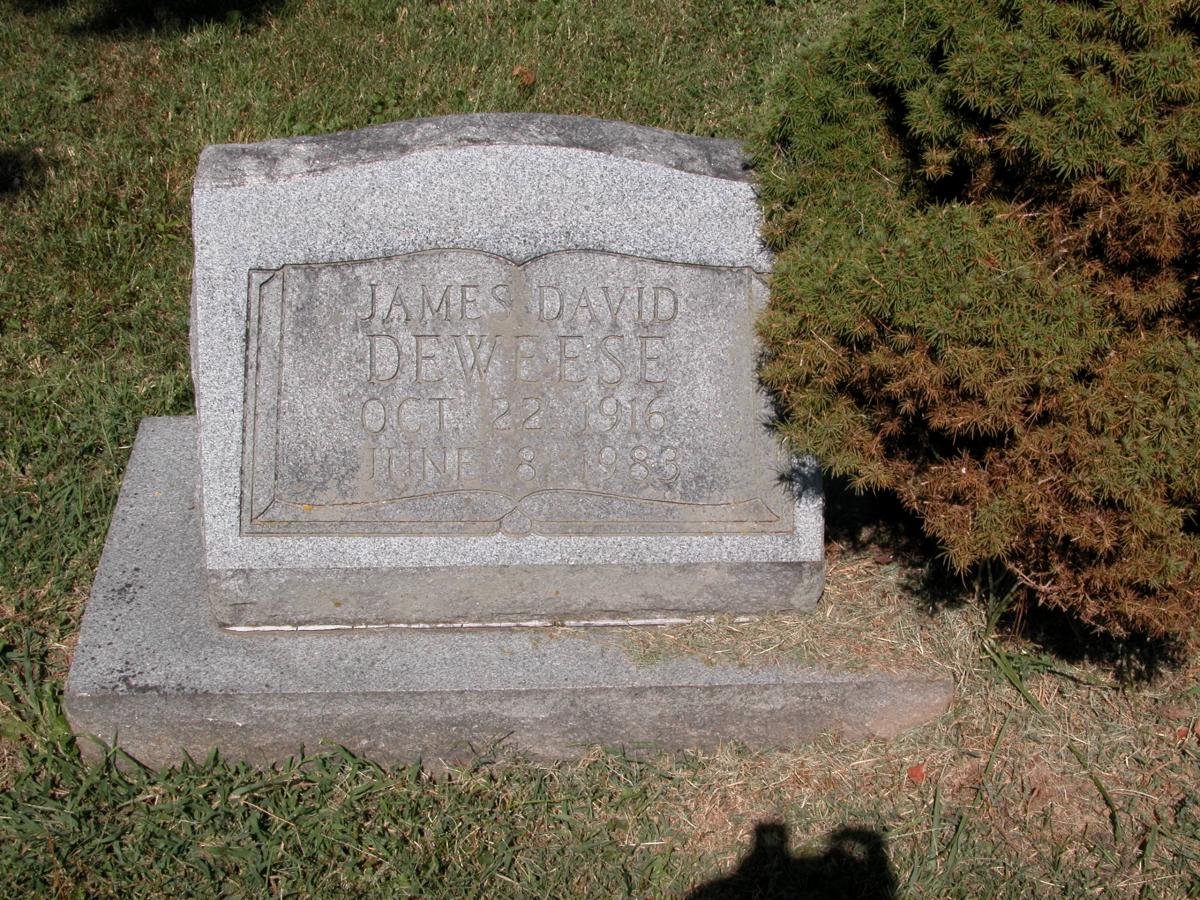 JAMES DAVID
DEWEESE
OCT. 22 1916
JUNE 8 1983